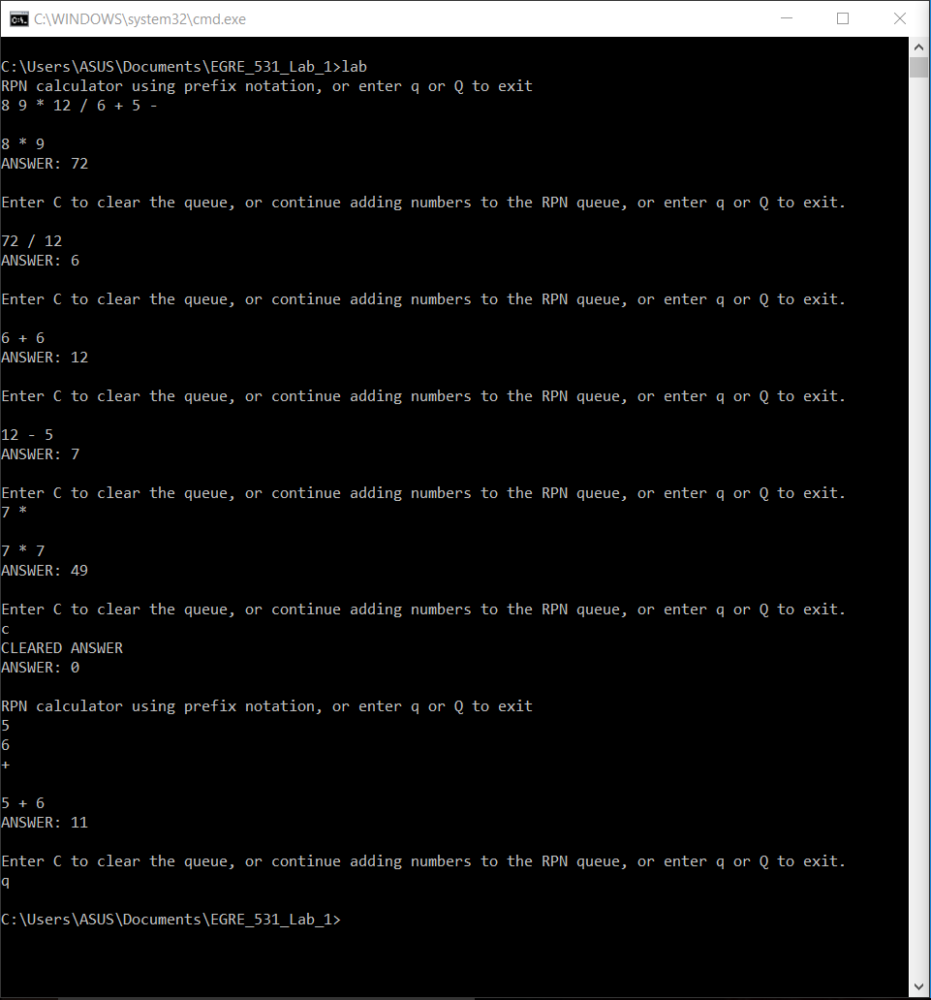 C:\WINDOWS\system32\cmd.exe
C:\Users\ASUS\Documents\EGRE_531_Lab_1>lab
RPN calculator using prefix notation, or enter q or Q to exit
8 9 * 12 / 6 + 5 -
8 * 9
ANSWER: 72
Enter C to clear the queue, or continue adding numbers to the RPN queue, or enter q or Q to exit.
72 / 12
ANSWER: 6
Enter C to clear the queue, or continue adding numbers to the RPN queue, or enter q or Q to exit.
6 + 6
ANSWER: 12
Enter C to clear the queue, or continue adding numbers to the RPN queue, or enter q or Q to exit.
12 - 5
ANSWER: 7
Enter C to clear the queue, or continue adding numbers to the RPN queue, or enter q or Q to exit.
7 *
7 * 7
ANSWER: 49
Enter C to clear the queue, or continue adding numbers to the RPN queue, or enter q or Q to exit.
c
CLEARED ANSWER
ANSWER: 0
RPN calculator using prefix notation, or enter q or Q to exit
5
6
+
5 + 6
ANSWER: 11
Enter C to clear the queue, or continue adding numbers to the RPN queue, or enter q or Q to exit.
q
C:\Users\ASUS\Documents\EGRE_531_Lab_1>